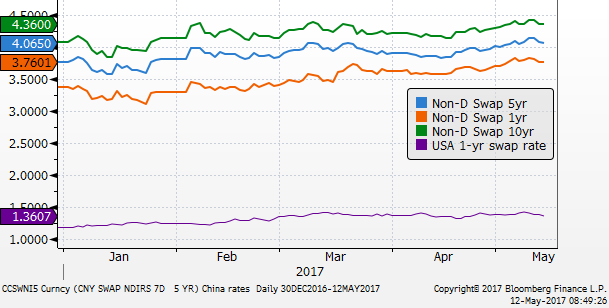 4.5000
4.3600
4.0650
3.7601
3.5000
3.0000
2.5000
2.0000
1.5000
1.3607
1.0000
Non-D Swap 5yr
Non-D Swap 1yr
Non-D Swap 10yr
USA 1-yr swap rate
Jan Feb Mar Apr May
2017
CCSWNI5 Curncy (CNY SWAP NDIRS 7D 5 YR) China rates Daily 30DEC2016-12MAY2017 Copyright© 2017 Bloomberg Finance L.P.
12-May-2017 08:49:26